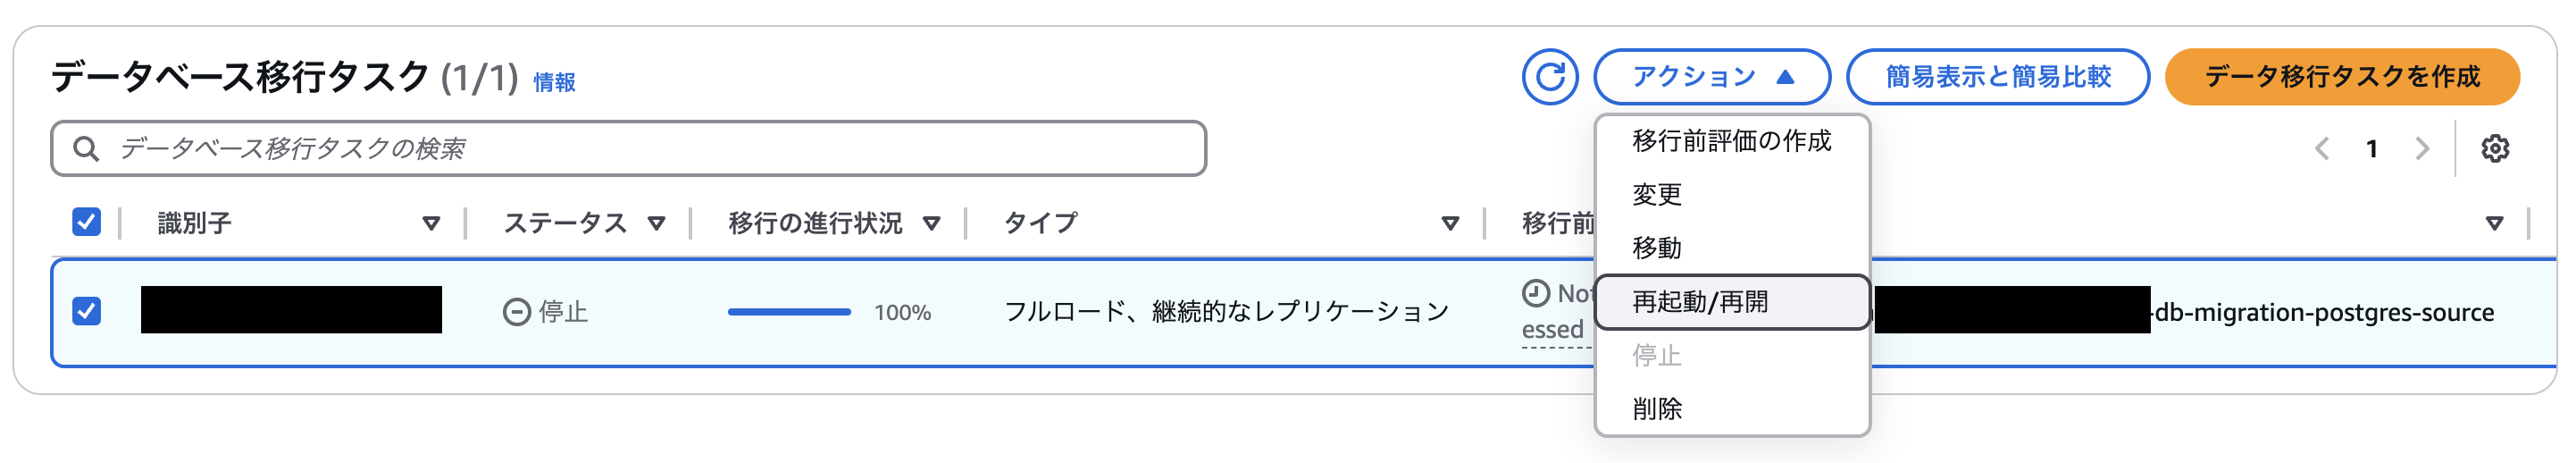 データベース移行タスク (1/1) 情報
アクション
簡易表示と簡易比較
データ移行タスクを作成
データベース移行タスクの検索
1
識別子
ステータス
移行の進行状況
タイプ
移行前
停止
100%
フルロード、継続的なレプリケーション
Not
essed
-db-migration-postgres-source
移行前評価の作成
変更
移動
再起動/再開
停止
削除